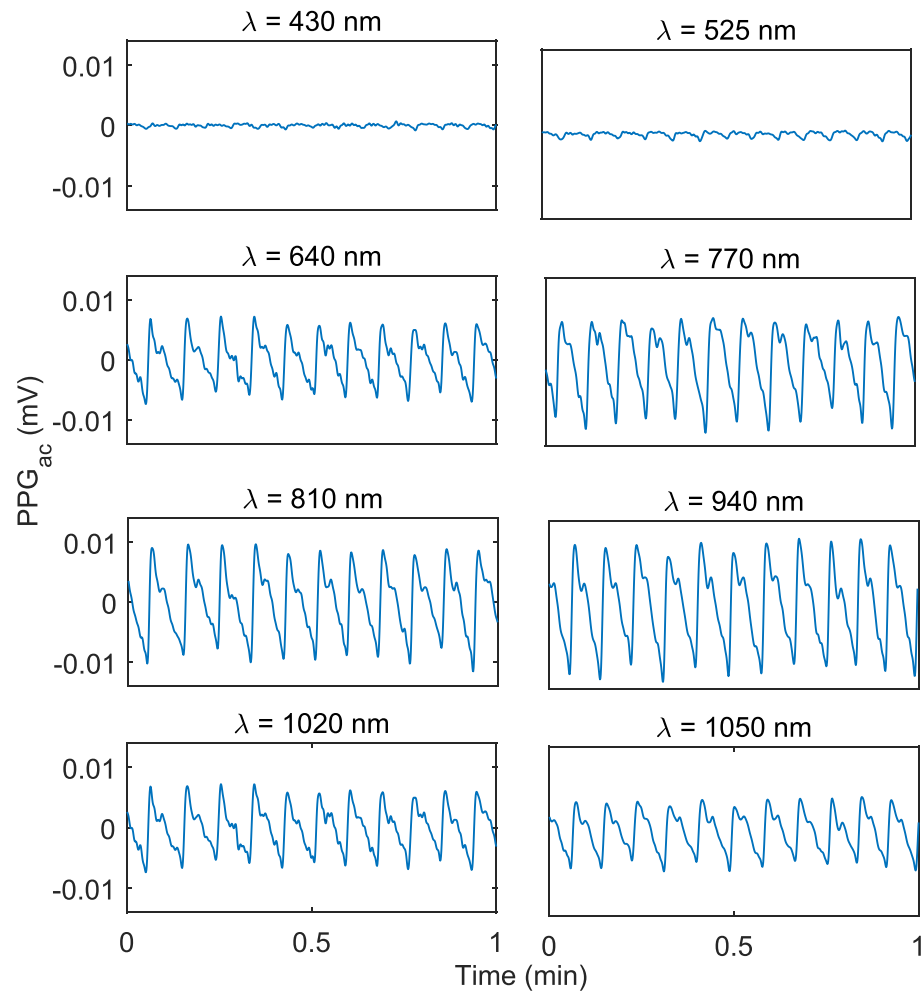 λ = 430 nm
λ = 525 nm
0.01
0
-0.01
λ = 640 nm
λ = 770 nm
0.01
0
-0.01
PPGac (mV)
λ = 810 nm
λ = 940 nm
0.01
0
-0.01
λ = 1020 nm
λ = 1050 nm
0.01
0
-0.01
0 0.5 1
0 0.5 1
Time (min)